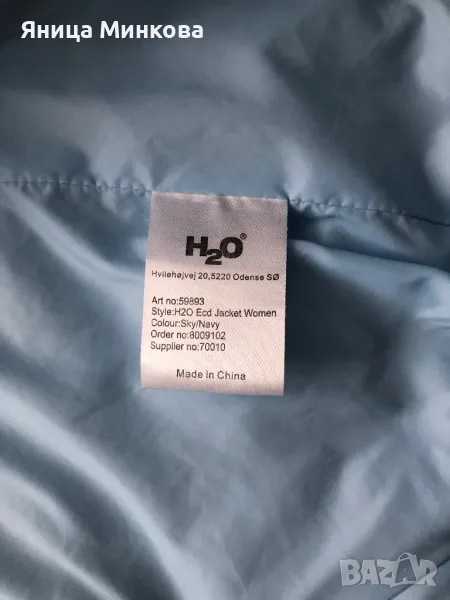 Яница Минкова
H2O®
Hvilehøjvej 20,5220 Odense SØ
Art no:59893
Style:H2O Ecd Jacket Women
Colour:Sky/Navy
Order no:8009102
Supplier no:70010
Made in China
BAZAR